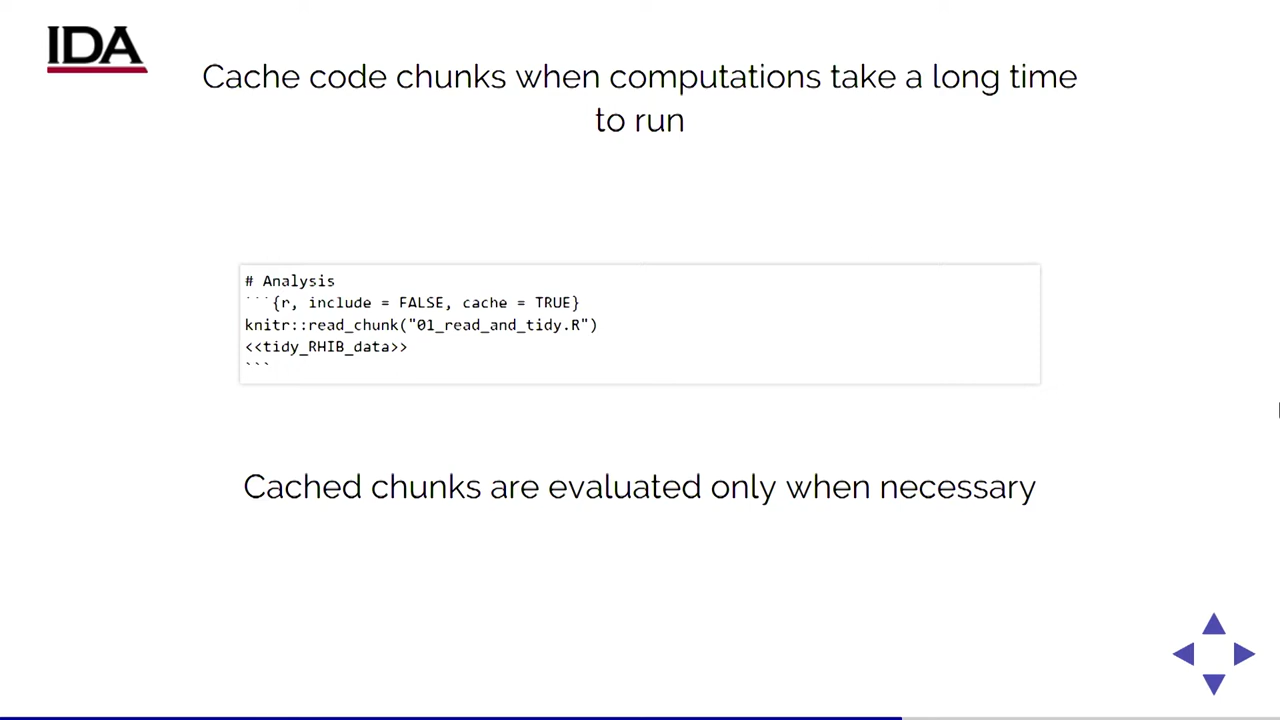 IDA
Cache code chunks when computations take a long time
to run
# Analysis
```{r, include = FALSE, cache = TRUE}
knitr::read_chunk("01_read_and_tidy.R")
<<tidy_RHIB_data>>
```
Cached chunks are evaluated only when necessary